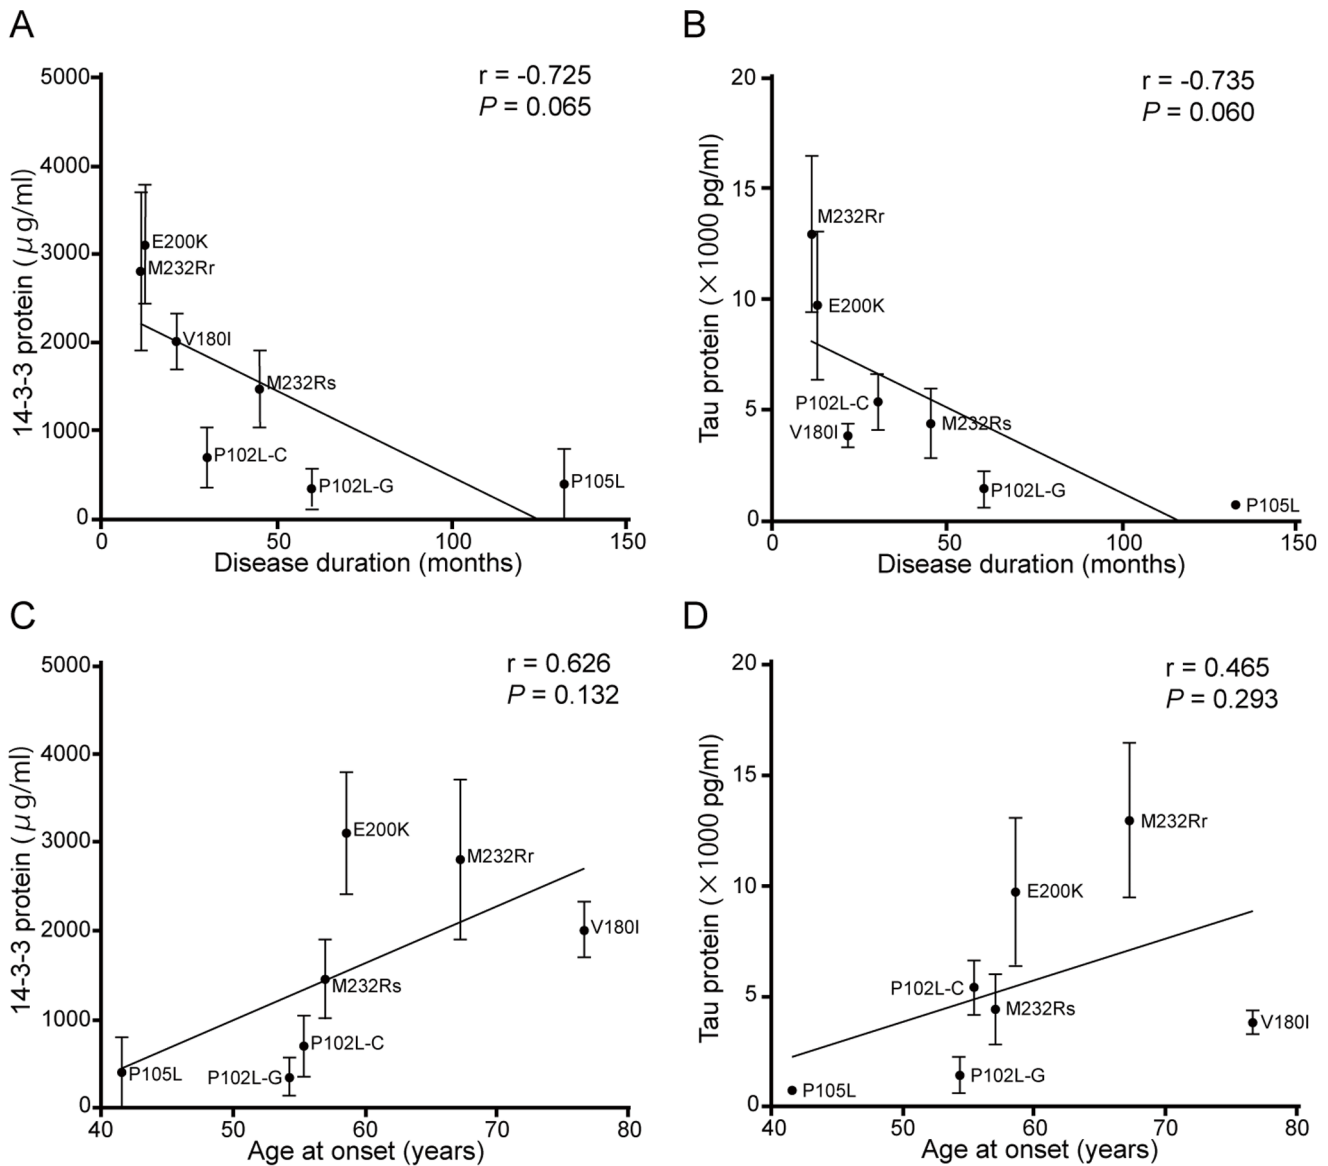 A
r = -0.725
P = 0.065
14-3-3 protein (μg/ml)
5000
4000
3000
2000
1000
0
E200K
M232Rr
V180I
M232Rs
P102L-C
P102L-G
P105L
0 50 100 150
Disease duration (months)
B
r = -0.735
P = 0.060
Tau protein (×1000 pg/ml)
20
15
10
5
0
M232Rr
E200K
P102L-C
V180I
M232Rs
P102L-G
P105L
0 50 100 150
Disease duration (months)
C
r = 0.626
P = 0.132
14-3-3 protein (μg/ml)
5000
4000
3000
2000
1000
0
E200K
M232Rr
V180I
M232Rs
P102L-C
P105L
P102L-G
40 50 60 70 80
Age at onset (years)
D
r = 0.465
P = 0.293
Tau protein (×1000 pg/ml)
20
15
10
5
0
M232Rr
E200K
P102L-C
M232Rs
V180I
P102L-G
P105L
40 50 60 70 80
Age at onset (years)